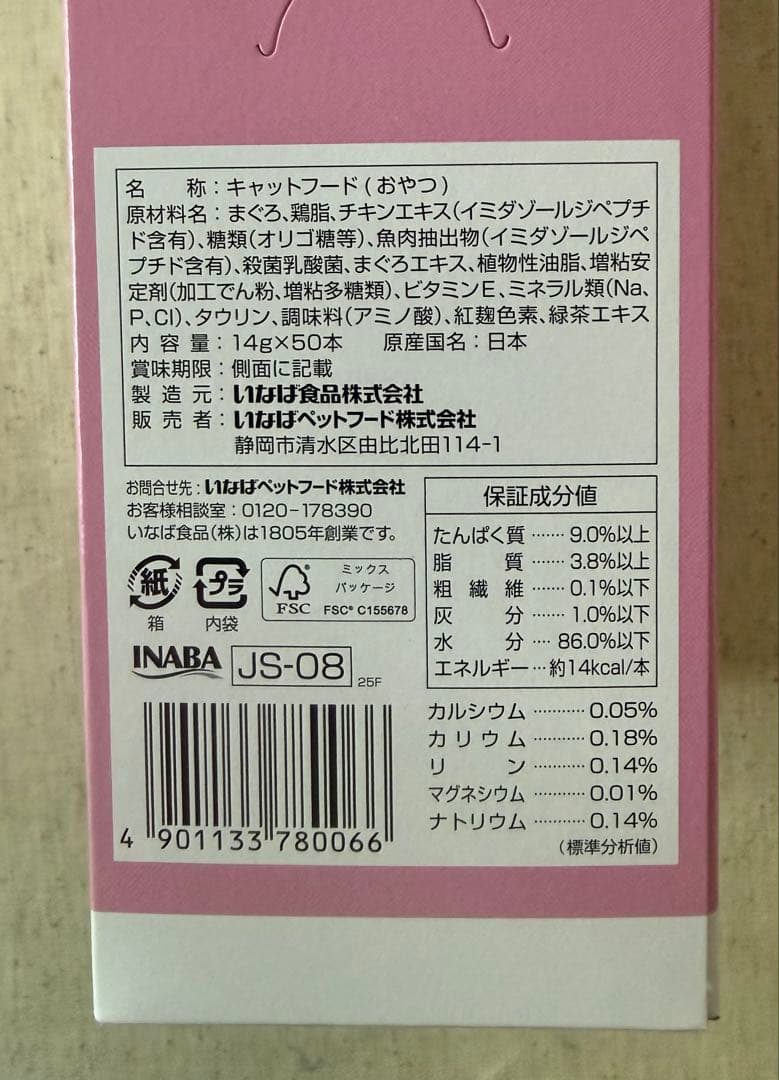 名称：キャットフード(おやつ)
原材料名：まぐろ、鶏脂、チキンエキス(イミダゾールジペプチ
ド含有)、糖類(オリゴ糖等)、魚肉抽出物(イミダゾールジペ
プチド含有)、殺菌乳酸菌、まぐろエキス、植物性油脂、増粘安
定剤(加工でん粉、増粘多糖類)、ビタミンE、ミネラル類(Na、
P、Cl)、タウリン、調味料(アミノ酸)、紅麹色素、緑茶エキス
内容量：14g×50本 原産国名：日本
賞味期限：側面に記載
製造元：いなば食品株式会社
販売者：いなばペットフード株式会社
静岡市清水区由比北田114-1
お問合せ先：いなばペットフード株式会社
お客様相談室：0120-178390
いなば食品(株)は1805年創業です。
紙
箱
プラ
内袋
FSC
ミックス
パッケージ
FSC® C155678
INABA
JS-08
25F
4 901133 780066
保証成分値
たんぱく質……9.0%以上
脂質……3.8%以上
粗繊維……0.1%以下
灰分……1.0%以下
水分…86.0%以下
エネルギー…約14kcal/本
カルシウム………0.05%
カリウム………0.18%
リン………0.14%
マグネシウム………0.01%
ナトリウム………0.14%
(標準分析値)